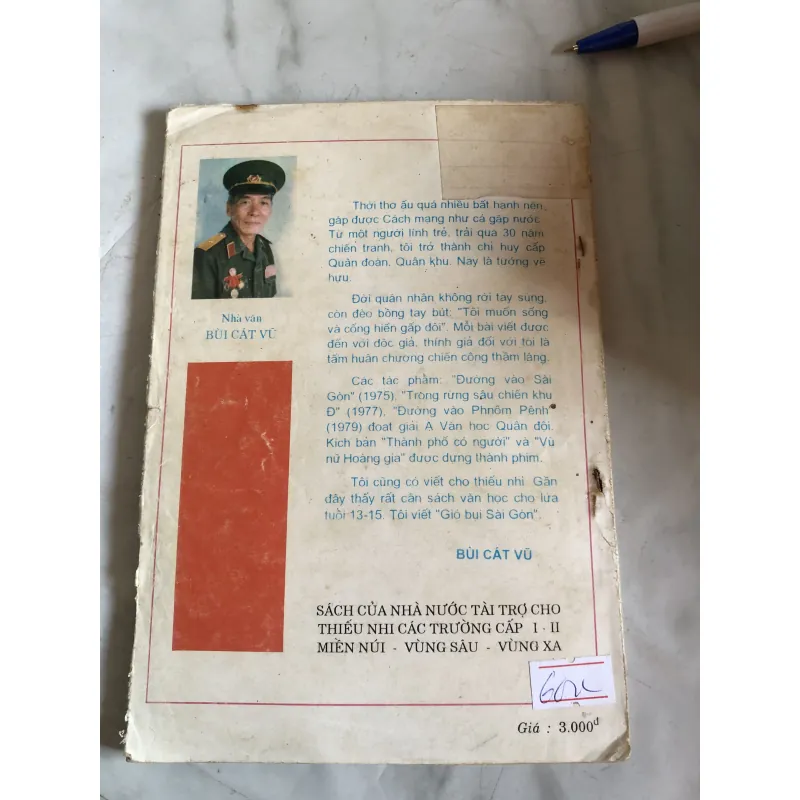 Nhà văn
BÙI CÁT VŨ
Thời thơ ấu quá nhiều bất hạnh nên,
gặp được Cách mạng như cá gặp nước.
Từ một người lính trẻ, trải qua 30 năm
chiến tranh, tôi trở thành chỉ huy cấp
Quân đoàn, Quân khu. Nay là tướng về
hưu.
Đời quân nhân không rời tay súng,
còn đèo bồng tay bút: "Tôi muốn sống
và cống hiến gấp đôi". Mỗi bài viết được
đến với độc giả, thính giả đối với tôi là
tấm huân chương chiến công thầm lặng.
Các tác phẩm: "Đường vào Sài
Gòn" (1975), "Trong rừng sâu chiến khu
Đ" (1977), "Đường vào Phnôm Pênh"
(1979) đoạt giải A Văn học Quân đội.
Kịch bản "Thành phố có người" và "Vũ
nữ Hoàng gia" được dựng thành phim.
Tôi cũng có viết cho thiếu nhi. Gần
đây thấy rất cần sách văn học cho lứa
tuổi 13-15. Tôi viết "Gió bụi Sài Gòn".
BÙI CÁT VŨ
SÁCH CỦA NHÀ NƯỚC TÀI TRỢ CHO
THIẾU NHI CÁC TRƯỜNG CẤP I - II
MIỀN NÚI - VÙNG SÂU - VÙNG XA
Giá : 3.000đ